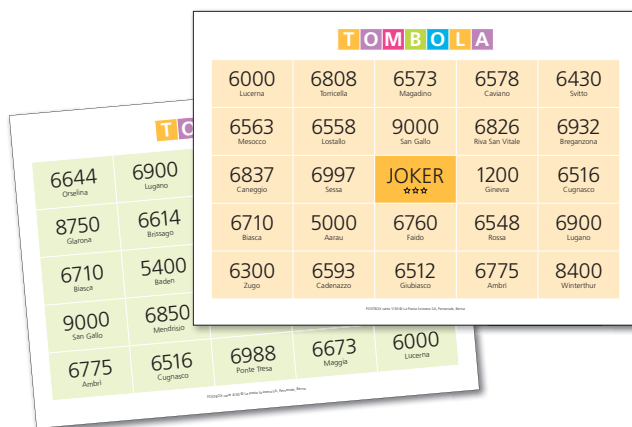 TOMBOLA
6000 6808 6573 6578 6430
Lucerna Torricella Magadino Caviano Svitto
6563 6558 9000 6826 6932
Mesocco Lostallo San Gallo Riva San Vitale Breganzona
6837 6997 JOKER 1200 6516
Caneggio Sessa Ginevra Cugnasco
6710 5000 6760 6548 6900
Biasca Aarau Faido Rossa Lugano
6300 6593 6512 6775 8400
Zugo Cadenazzo Giubiasco Ambrì Winterthur
TO
6644 6900
Orselina Lugano
8750 6614
Glarona Brissago
6710 5400
Biasca Baden
9000 6850
San Gallo Mendrisio
6775 6516 6988 6673 6000
Ambrì Cugnasco Ponte Tresa Maggia Lucerna